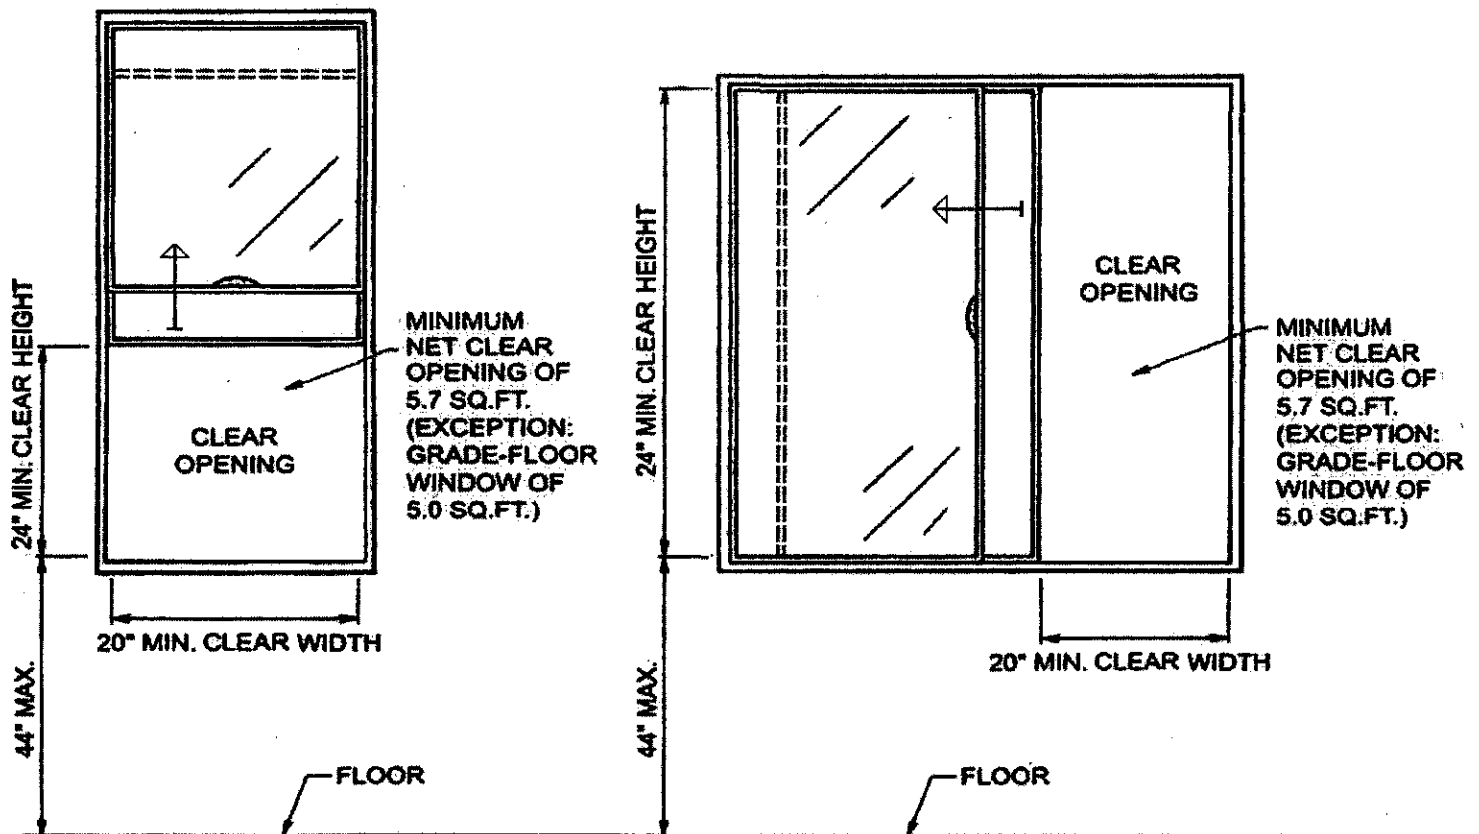 24" MIN. CLEAR HEIGHT
44" MAX.
CLEAR
OPENING
MINIMUM
NET CLEAR
OPENING OF
5.7 SQ.FT.
(EXCEPTION:
GRADE-FLOOR
WINDOW OF
5.0 SQ.FT.)
20" MIN. CLEAR WIDTH
FLOOR
24" MIN. CLEAR HEIGHT
44" MAX.
CLEAR
OPENING
MINIMUM
NET CLEAR
OPENING OF
5.7 SQ.FT.
(EXCEPTION:
GRADE-FLOOR
WINDOW OF
5.0 SQ.FT.)
20" MIN. CLEAR WIDTH
FLOOR